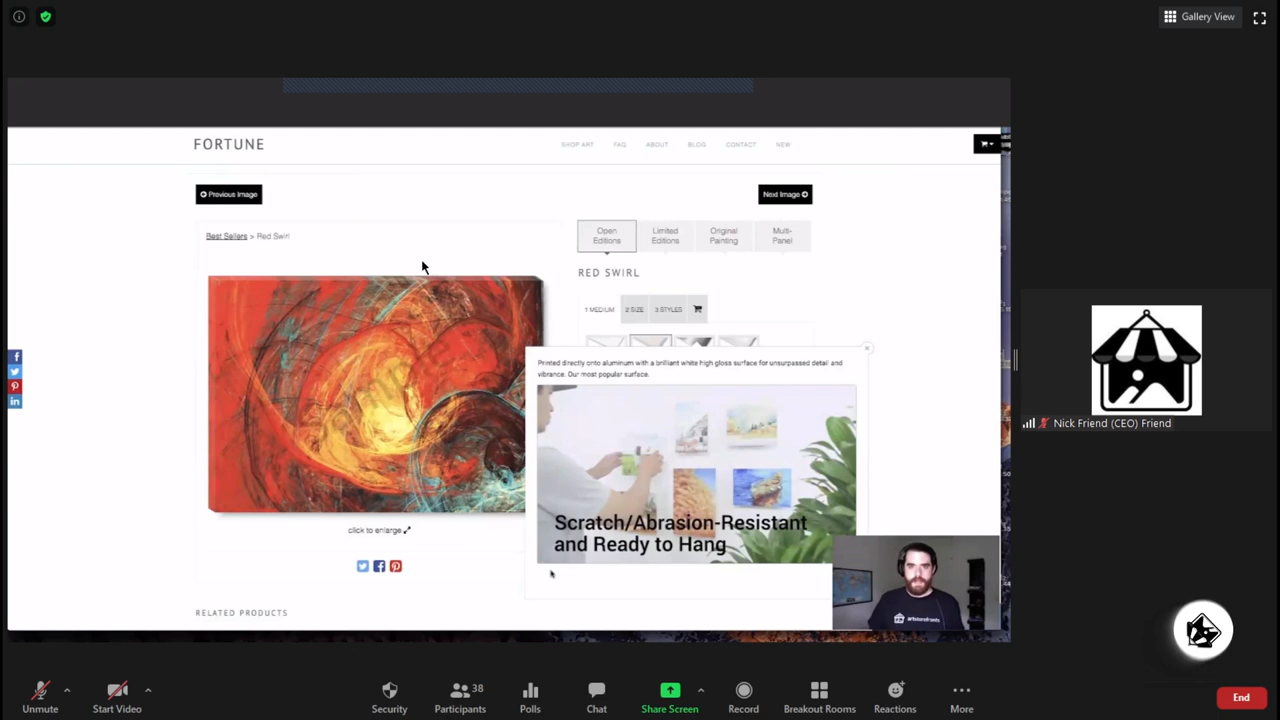 Gallery View
FORTUNE
SHOP ART FAQ ABOUT BLOG CONTACT NEW
Previous Image
Next Image
Best Sellers > Red Swirl
Open Editions
Limited Editions
Original Painting
Multi-Panel
RED SWIRL
1 MEDIUM 2 SIZE 3 STYLES
Printed directly onto aluminum with a brilliant white high gloss surface for unsurpassed detail and
vibrance. Our most popular surface.
Scratch/Abrasion-Resistant
and Ready to Hang
click to enlarge
RELATED PRODUCTS
artstorefronts
Nick Friend (CEO) Friend
Unmute
Start Video
Security
38
Participants
Polls
Chat
Share Screen
Record
Breakout Rooms
Reactions
More
End